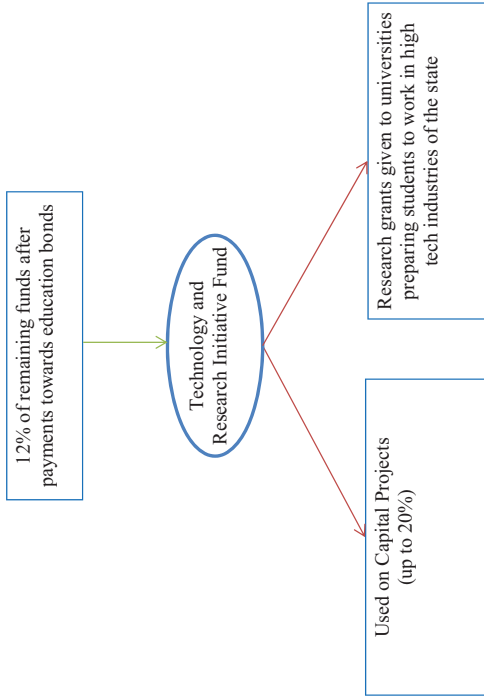 12% of remaining funds after
payments towards education bonds
Technology and
Research Initiative Fund
Used on Capital Projects
(up to 20%)
Research grants given to universities
preparing students to work in high
tech industries of the state